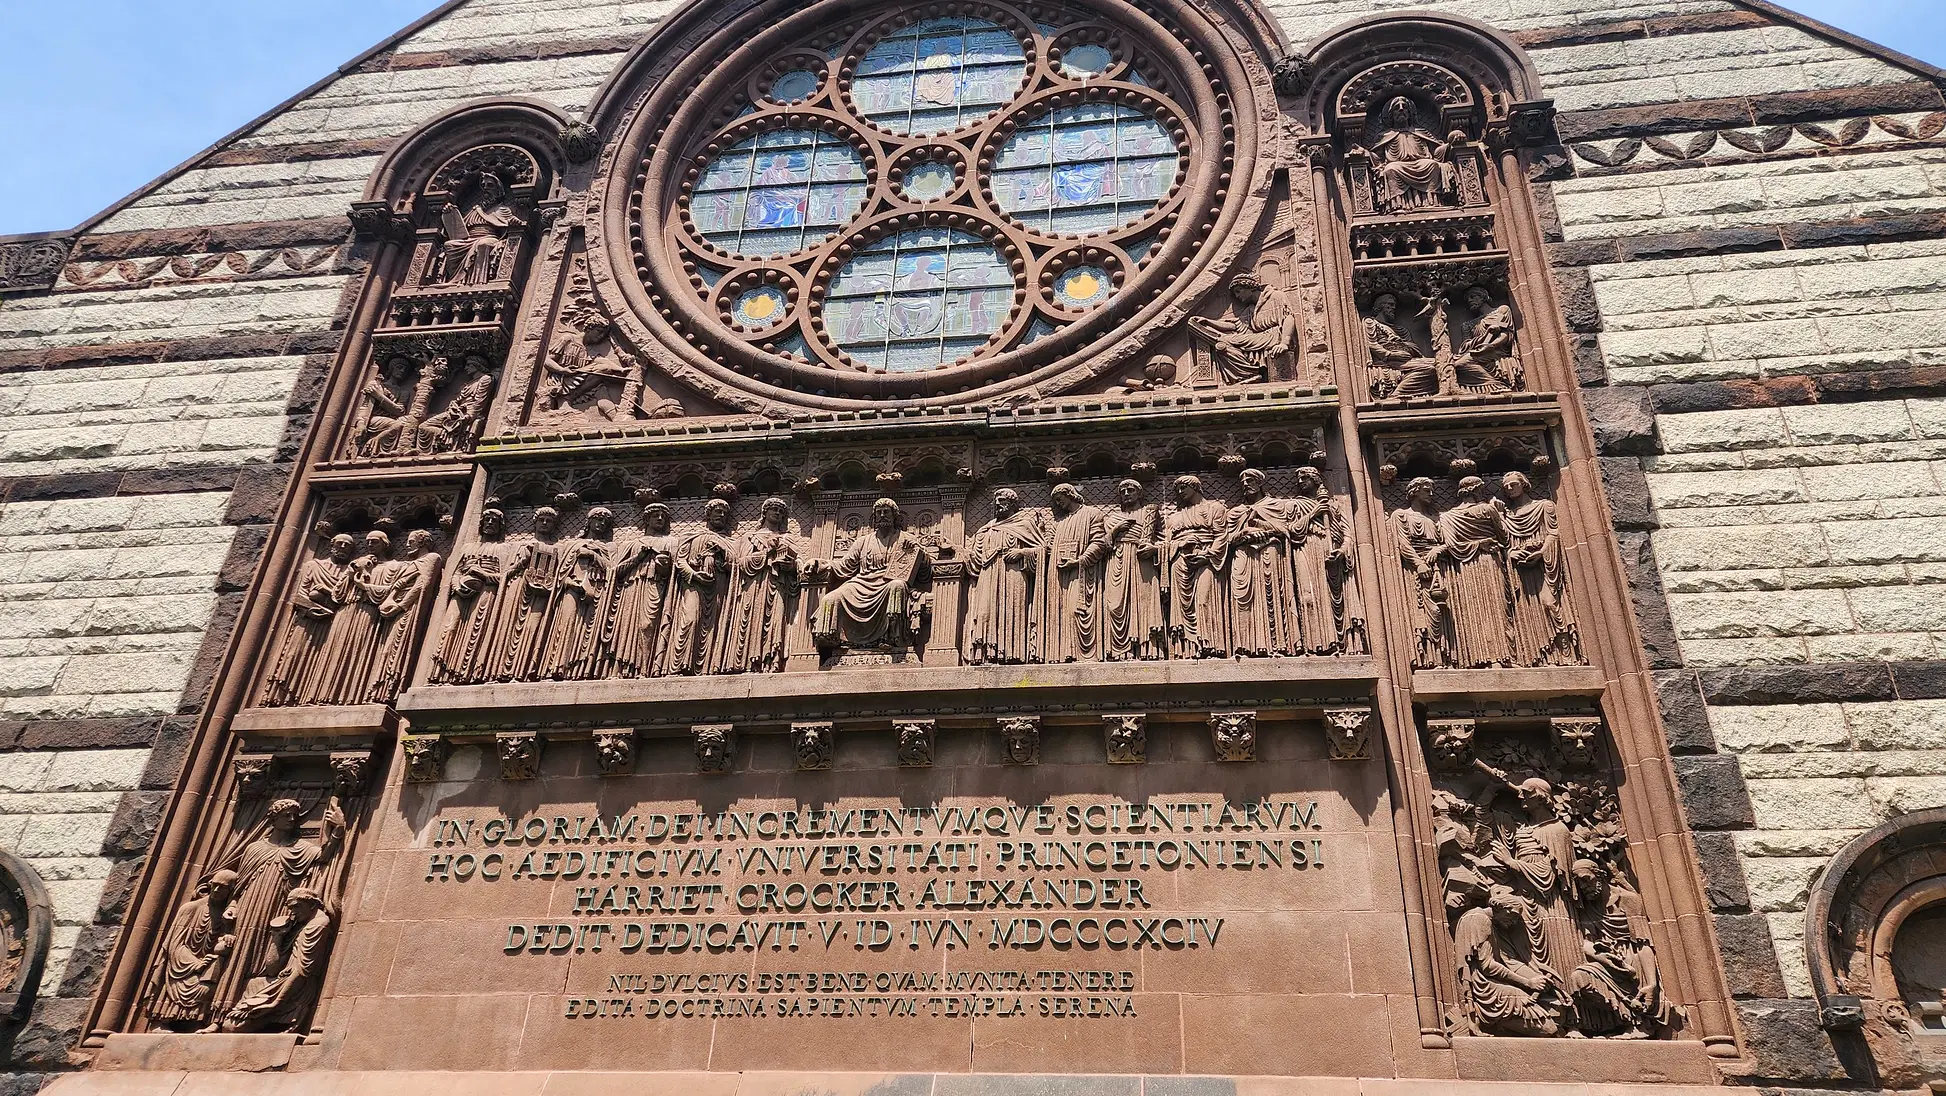 IN·GLORIAM·DEI·INCREMENTVMQVE·SCIENTIARVM
HOC·AEDIFICIVM·VNIVERSITATI·PRINCETONIENSI
HARRIET·CROCKER·ALEXANDER
DEDIT·DEDICAVIT·V·ID·IVN·MDCCCXCIV
NIL·DVLCIVS·EST·BENE·QVAM·MVNITA·TENERE
EDITA·DOCTRINA·SAPIENTVM·TEMPLA·SERENA